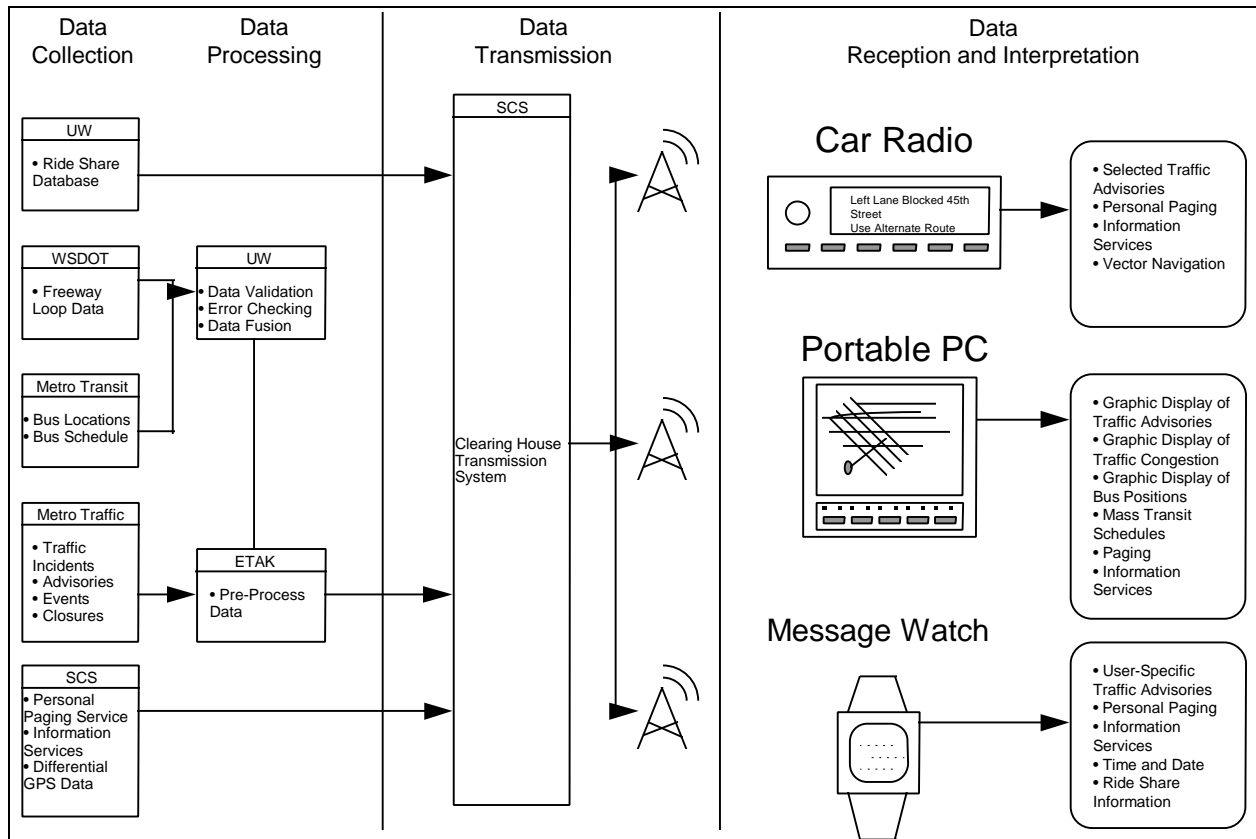 Data
Collection
Data
Processing
Data
Transmission
Data
Reception and Interpretation
UW
• Ride Share
Database
WSDOT
• Freeway
Loop Data
Metro Transit
• Bus Locations
• Bus Schedule
Metro Traffic
• Traffic
Incidents
• Advisories
• Events
• Closures
SCS
• Personal
Paging Service
• Information
Services
• Differential
GPS Data
UW
• Data Validation
• Error Checking
• Data Fusion
ETAK
• Pre-Process
Data
SCS
Clearing House
Transmission
System
Car Radio
Left Lane Blocked 45th
Street
Use Alternate Route
• Selected Traffic
Advisories
• Personal Paging
• Information
Services
• Vector Navigation
Portable PC
• Graphic Display of
Traffic Advisories
• Graphic Display of
Traffic Congestion
• Graphic Display of
Bus Positions
• Mass Transit
Schedules
• Paging
• Information
Services
Message Watch
• User-Specific
Traffic Advisories
• Personal Paging
• Information
Services
• Time and Date
• Ride Share
Information